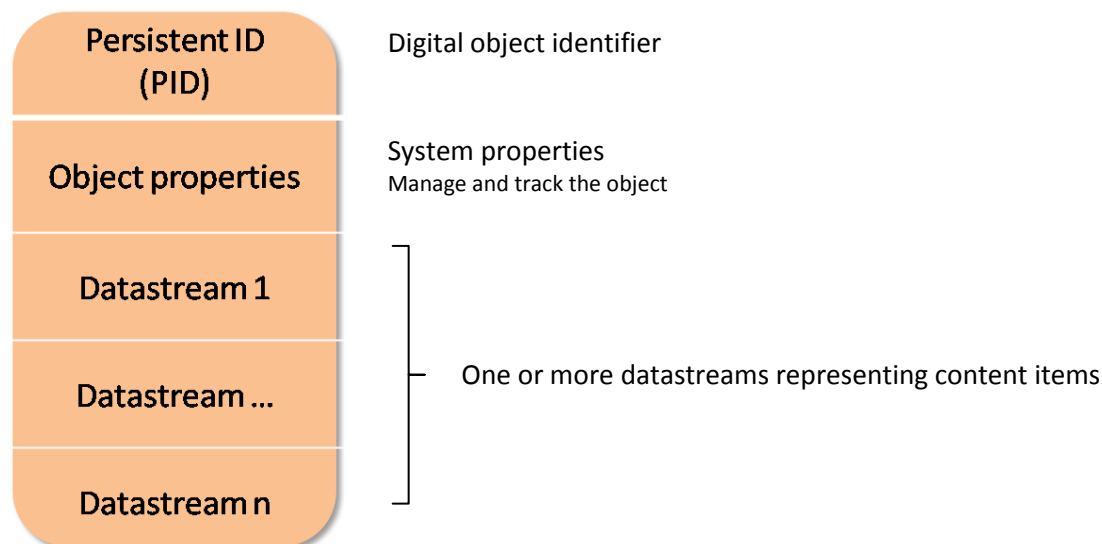 Persistent ID
(PID)
Digital object identifier
Object properties
System properties
Manage and track the object
Datastream 1
Datastream ...
One or more datastreams representing content items
Datastream n